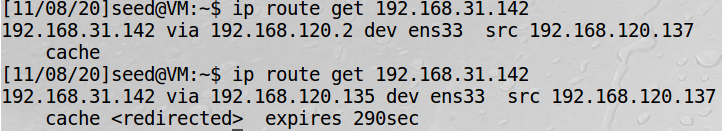 [11/08/20]seed@VM:~$ ip route get 192.168.31.142
192.168.31.142 via 192.168.120.2 dev ens33  src 192.168.120.137
    cache
[11/08/20]seed@VM:~$ ip route get 192.168.31.142
192.168.31.142 via 192.168.120.135 dev ens33  src 192.168.120.137
    cache <redirected>  expires 290sec